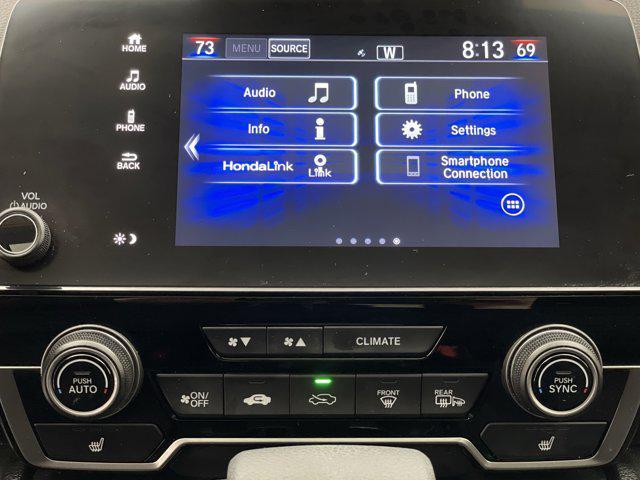 HOME
AUDIO
PHONE
BACK
VOL
AUDIO
73 MENU SOURCE W 8:13 69
Audio Phone
Info Settings
HondaLink Link Smartphone
Connection
CLIMATE
PUSH
AUTO
ON/
OFF
FRONT
REAR
PUSH
SYNC